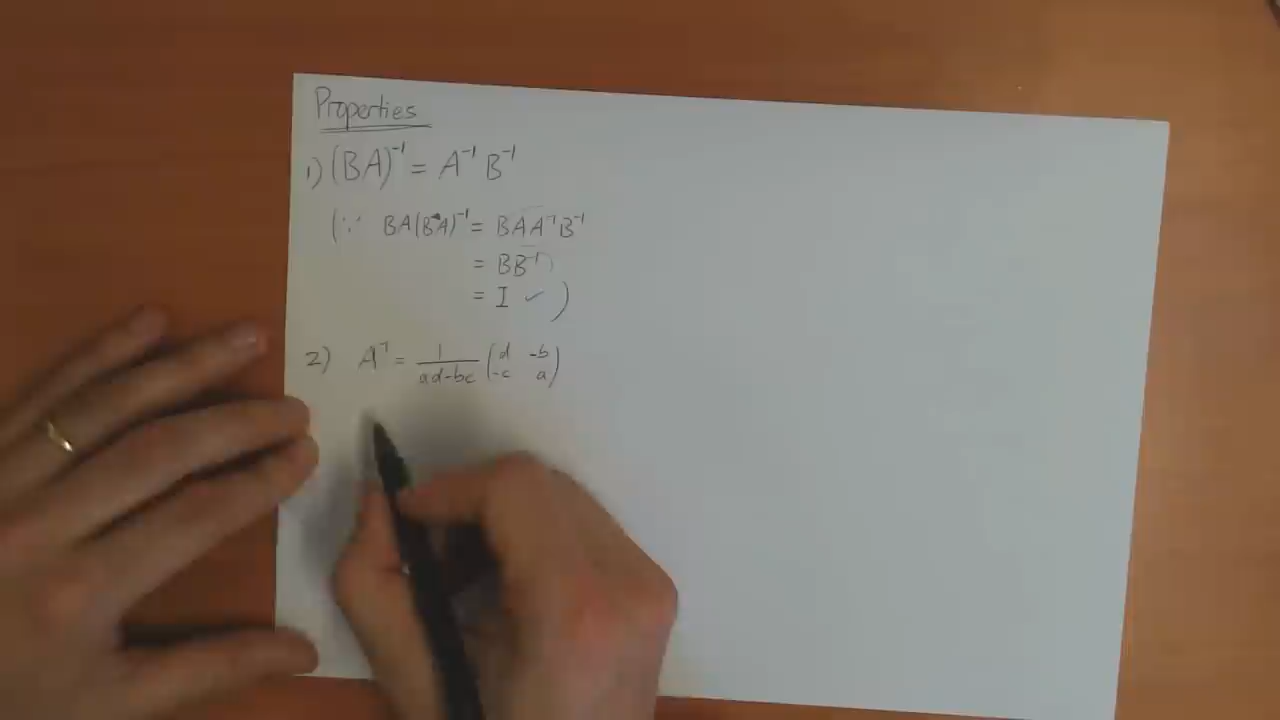 Properties
1) (BA)⁻¹ = A⁻¹ B⁻¹
(∵ BA(BA)⁻¹ = BAA⁻¹B⁻¹
= BB⁻¹
= I ✓ )
2) A⁻¹ = 1/(ad-bc) (d -b
-c a)